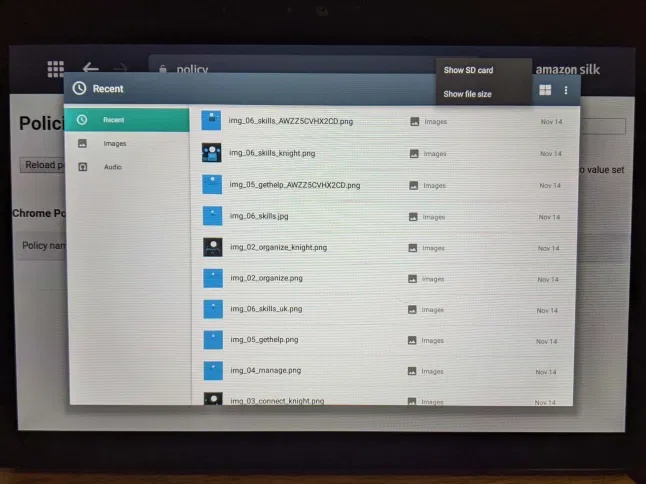 policy
amazon silk
Show SD card
Show file size
Recent
Recent
Images
Audio
img_06_skills_AWZZ5CVHX2CD.png Images Nov 14
img_06_skills_knight.png Images Nov 14
img_05_gethelp_AWZZ5CVHX2CD.png Images Nov 14
img_06_skills.jpg Images Nov 14
img_02_organize_knight.png Images Nov 14
img_02_organize.png Images Nov 14
img_06_skills_uk.png Images Nov 14
img_05_gethelp.png Images Nov 14
img_04_manage.png Images Nov 14
img_03_connect_knight.png Images Nov 14
Polici
Reload p
value set
Chrome Po
Policy nam